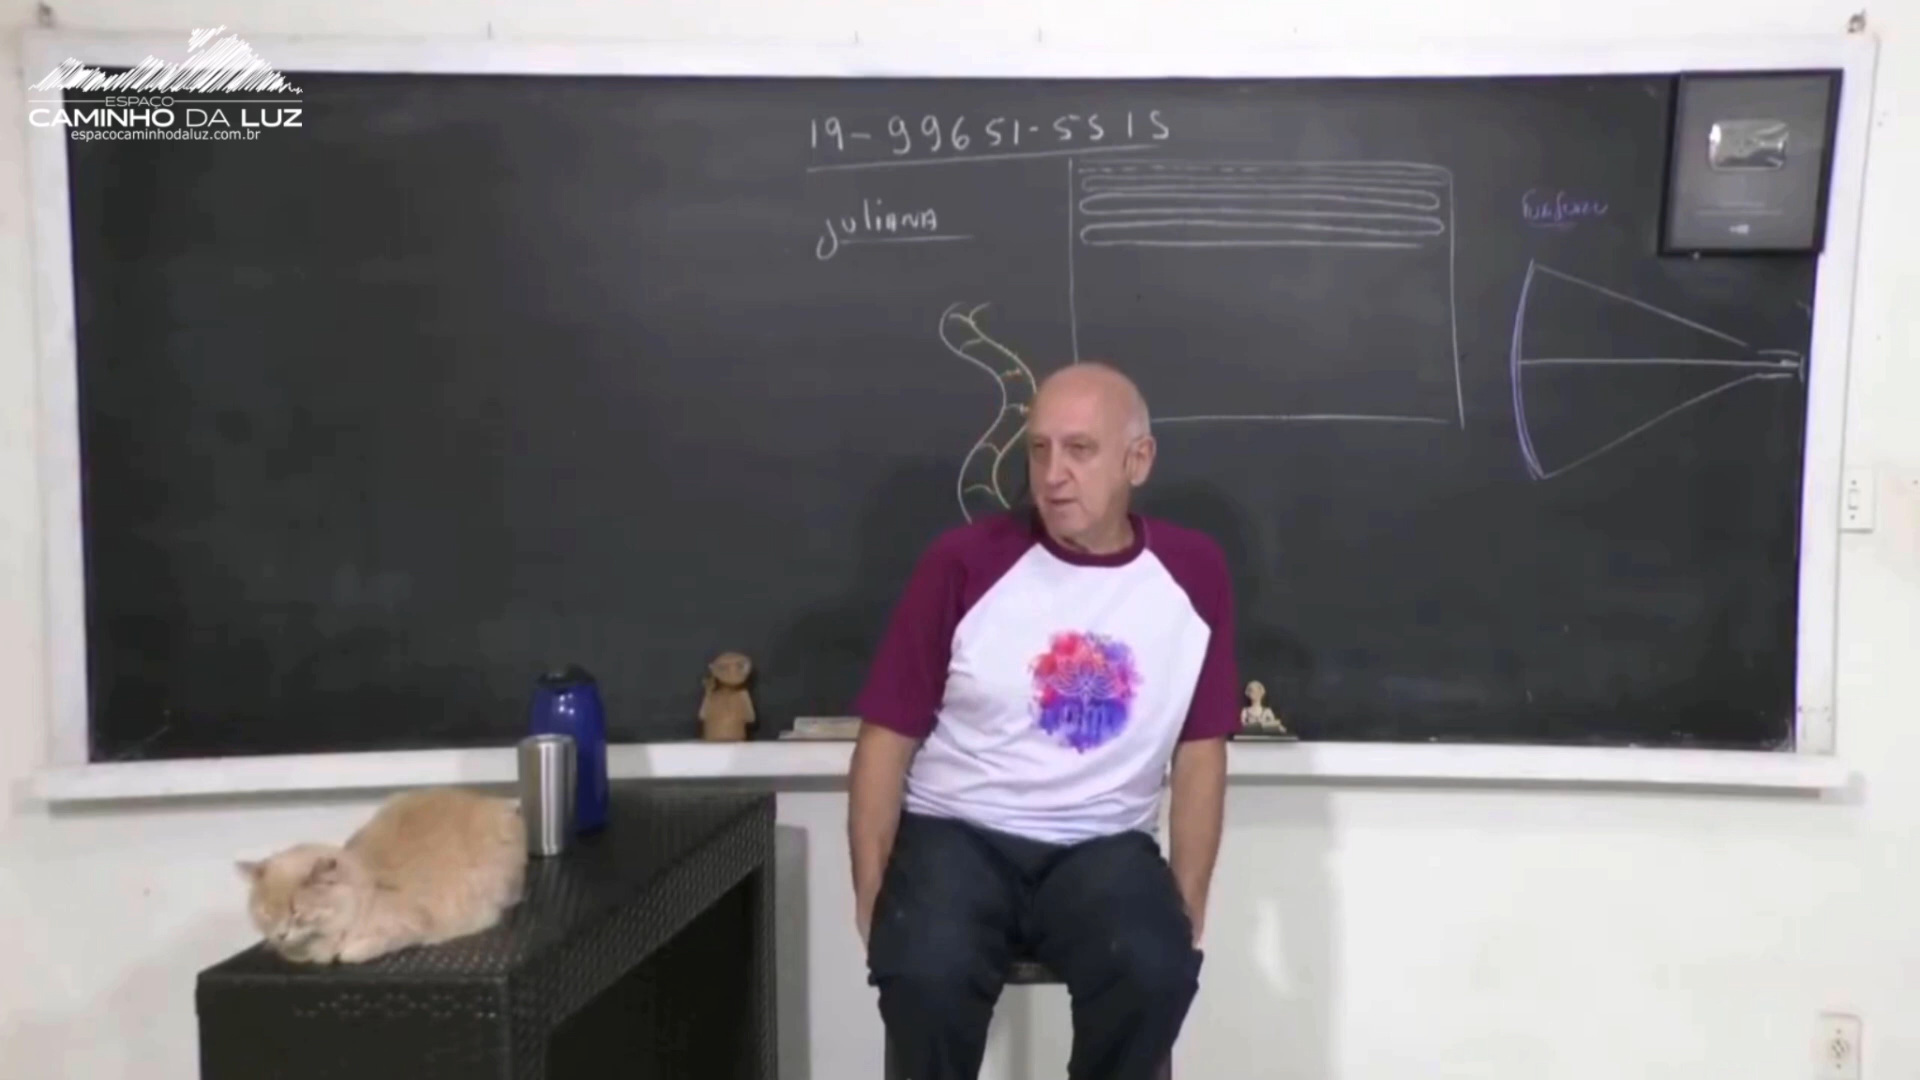 ESPAÇO
CAMINHO DA LUZ
espacocaminhodaluz.com.br
19-99651-5515
juliana